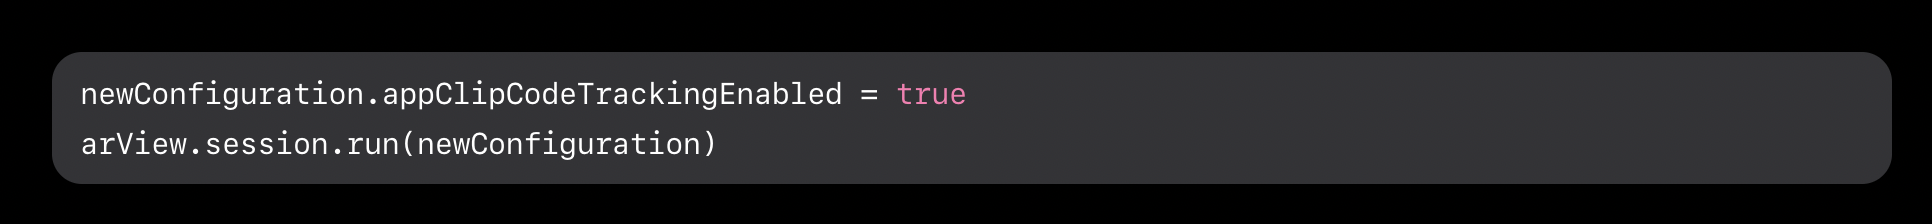 newConfiguration.appClipCodeTrackingEnabled = true
arView.session.run(newConfiguration)